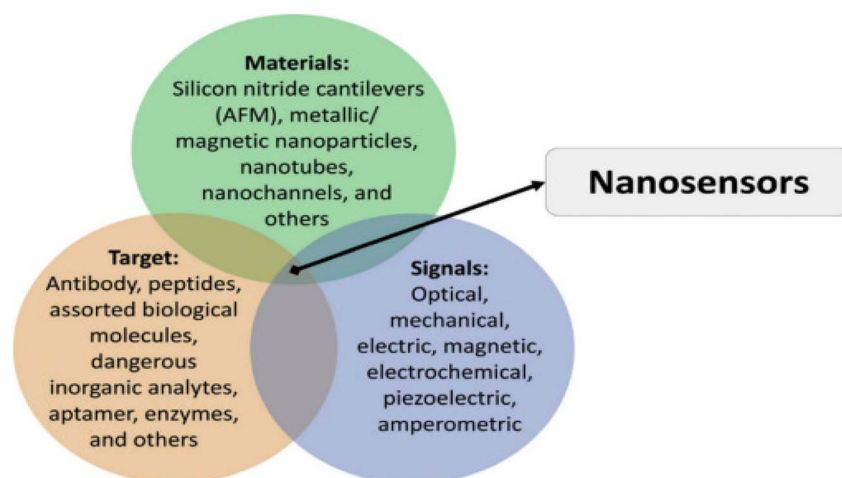 Materials:
Silicon nitride cantilevers
(AFM), metallic/
magnetic nanoparticles,
nanotubes,
nanochannels, and
others
Nanosensors
Target:
Antibody, peptides,
assorted biological
molecules,
dangerous
inorganic analytes,
aptamer, enzymes,
and others
Signals:
Optical,
mechanical,
electric, magnetic,
electrochemical,
piezoelectric,
amperometric